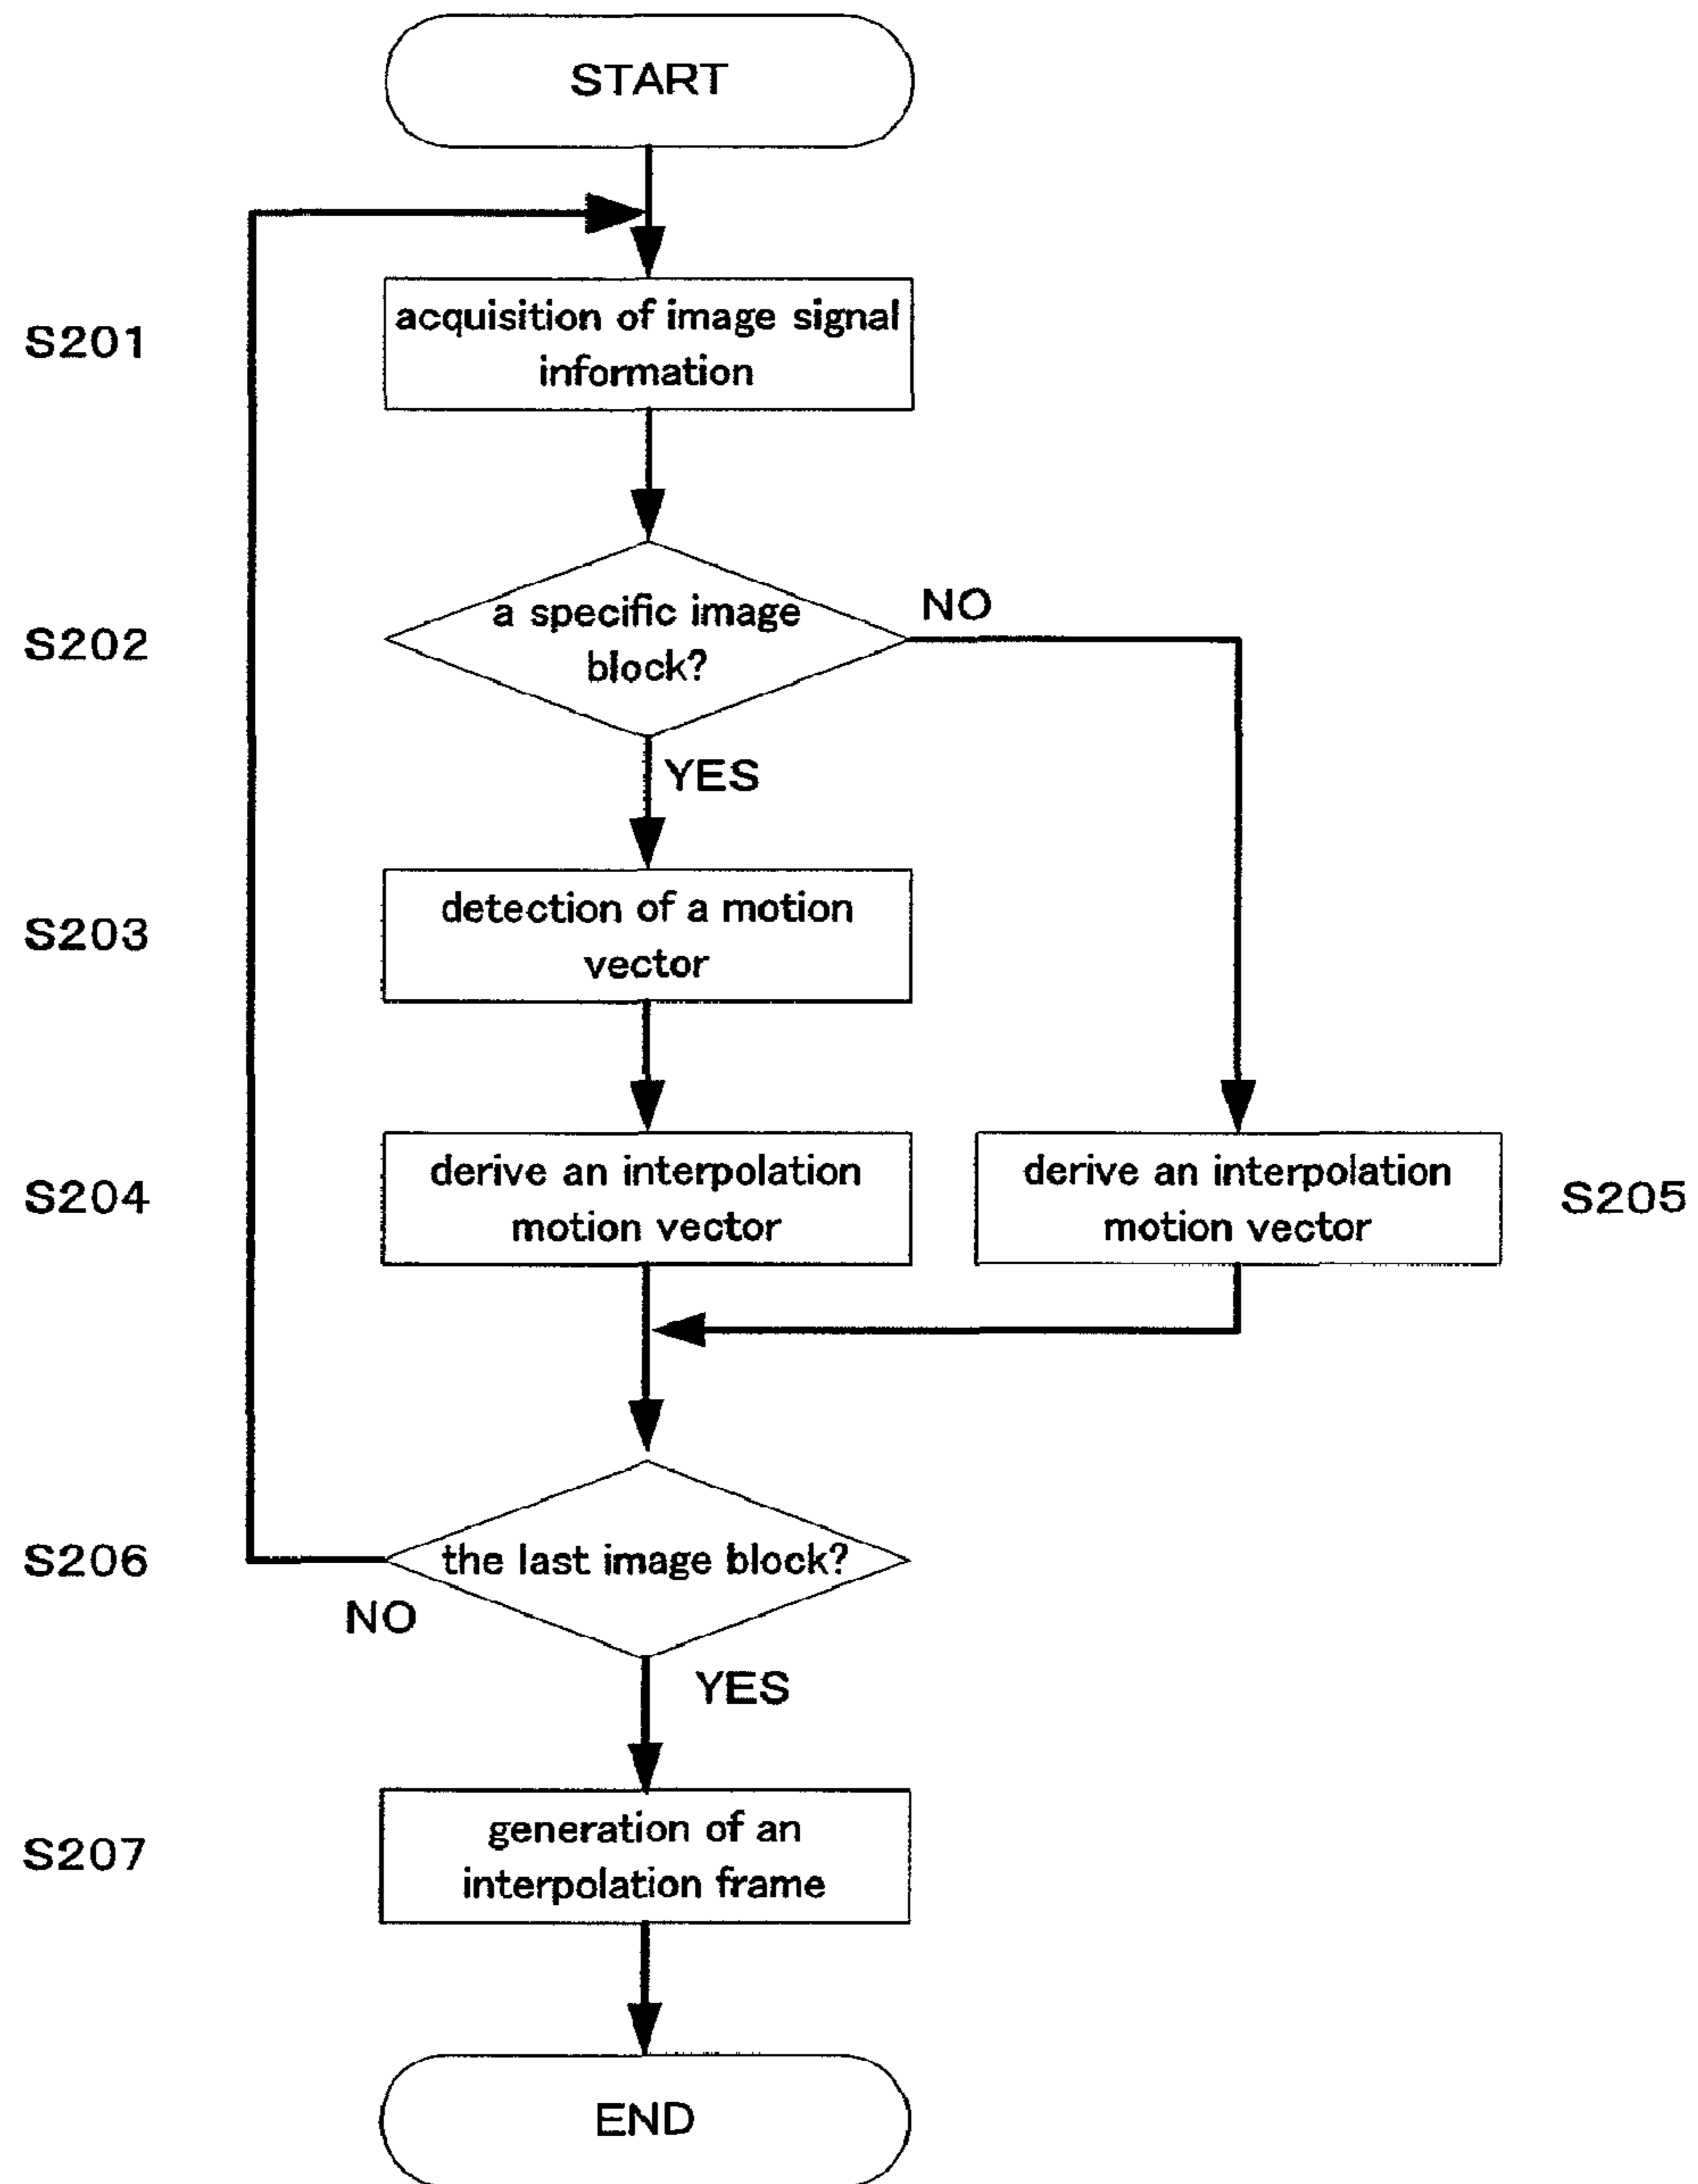 START
S201
acquisition of image signal
information
S202
a specific image
block?
NO
YES
S203
detection of a motion
vector
S204
derive an interpolation
motion vector
derive an interpolation
motion vector
S205
S206
the last image block?
NO
YES
S207
generation of an
interpolation frame
END